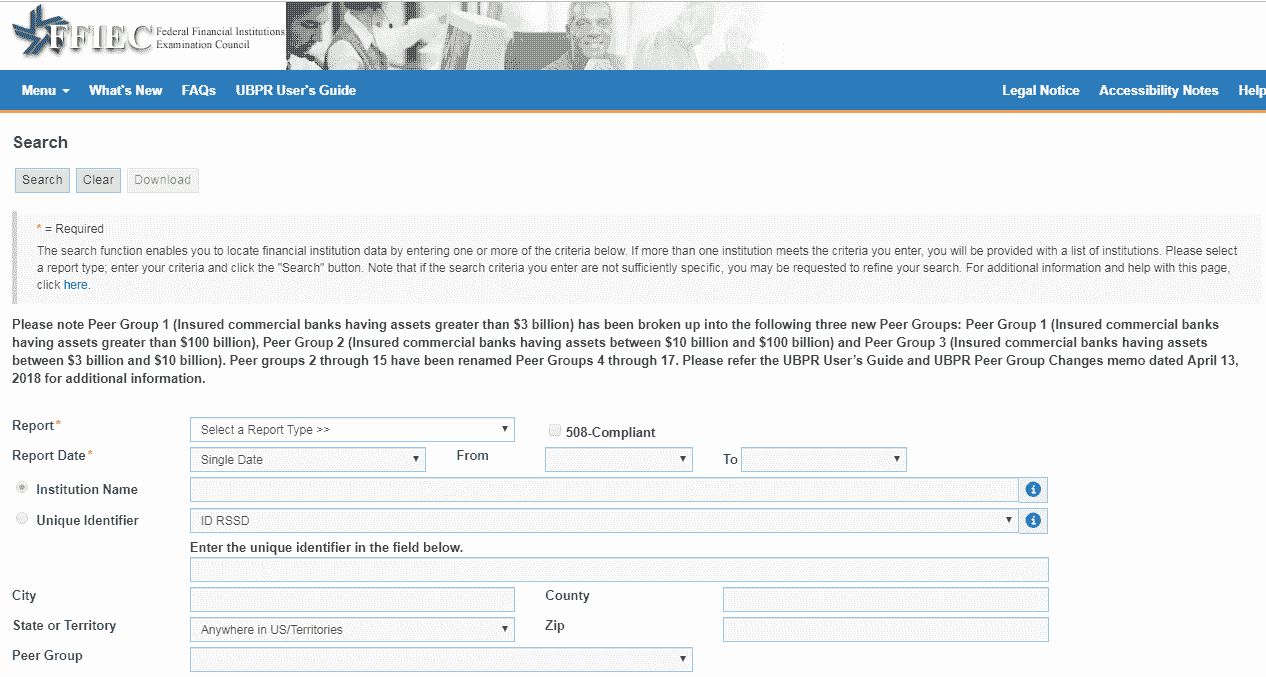 FFIEC
Federal Financial Institutions
Examination Council
Menu What's New FAQs UBPR User's Guide Legal Notice Accessibility Notes Help
Search
Search Clear Download
* = Required
The search function enables you to locate financial institution data by entering one or more of the criteria below. If more than one institution meets the criteria you enter, you will be provided with a list of institutions. Please select
a report type; enter your criteria and click the "Search" button. Note that if the search criteria you enter are not sufficiently specific, you may be requested to refine your search. For additional information and help with this page,
click here.
Please note Peer Group 1 (Insured commercial banks having assets greater than $3 billion) has been broken up into the following three new Peer Groups: Peer Group 1 (Insured commercial banks
having assets greater than $100 billion), Peer Group 2 (Insured commercial banks having assets between $10 billion and $100 billion) and Peer Group 3 (Insured commercial banks having assets
between $3 billion and $10 billion). Peer groups 2 through 15 have been renamed Peer Groups 4 through 17. Please refer the UBPR User's Guide and UBPR Peer Group Changes memo dated April 13,
2018 for additional information.
Report* Select a Report Type >> 508-Compliant
Report Date* Single Date From To
Institution Name
Unique Identifier ID RSSD
Enter the unique identifier in the field below.
City County
State or Territory Anywhere in US/Territories Zip
Peer Group